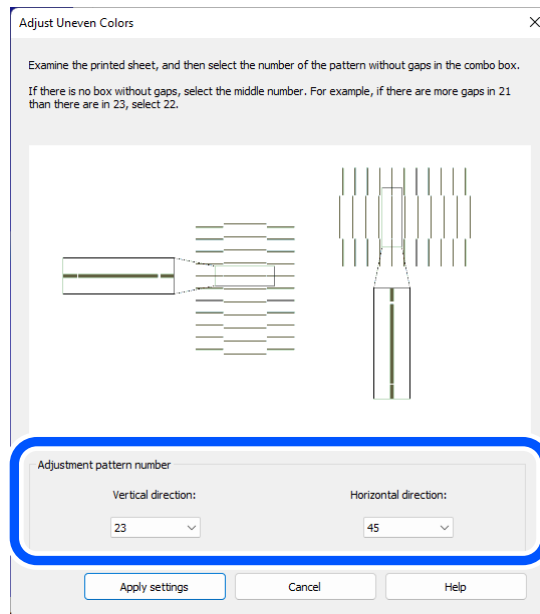 Adjust Uneven Colors
Examine the printed sheet, and then select the number of the pattern without gaps in the combo box.
If there is no box without gaps, select the middle number. For example, if there are more gaps in 21
than there are in 23, select 22.
Adjustment pattern number
Vertical direction: Horizontal direction:
23 45
Apply settings Cancel Help